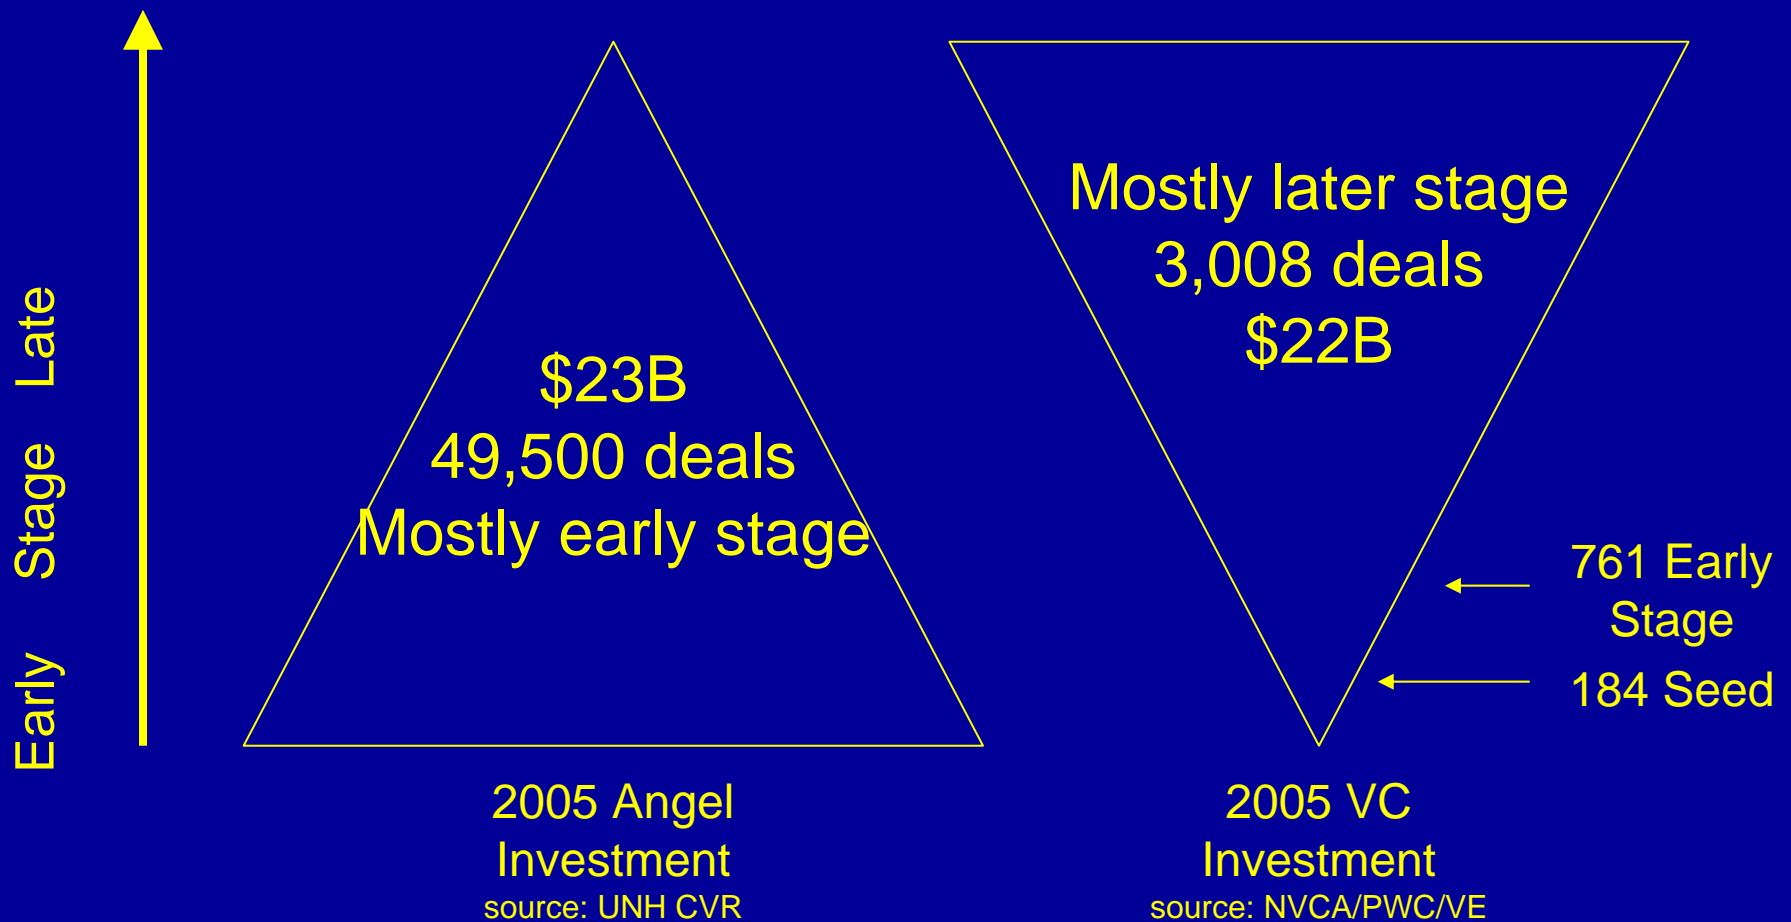 Early Stage Late
$23B
49,500 deals
Mostly early stage
2005 Angel
Investment
source: UNH CVR
Mostly later stage
3,008 deals
$22B
761 Early
Stage
184 Seed
2005 VC
Investment
source: NVCA/PWC/VE